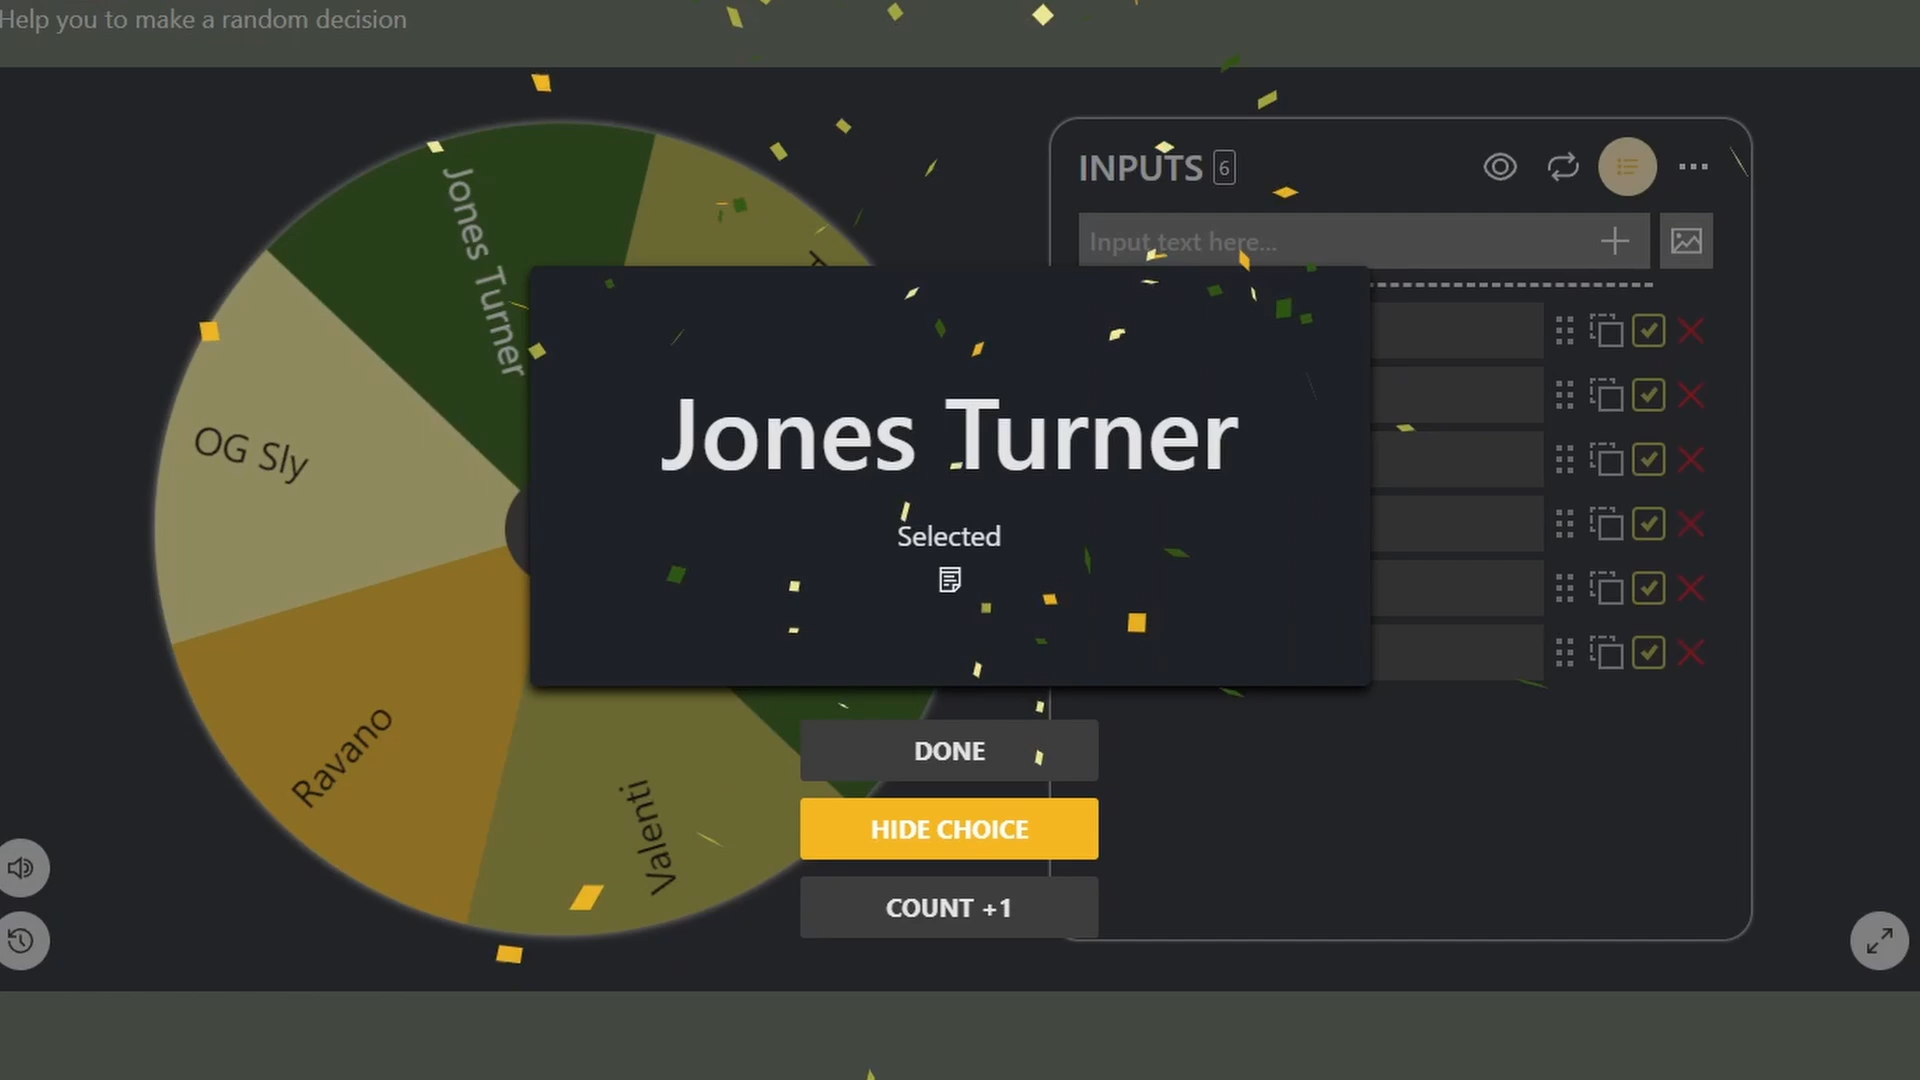 Help you to make a random decision
Jones Turner
OG Sly
Ravano
Valenti
INPUTS 6
Input text here...
Jones Turner
Selected
DONE
HIDE CHOICE
COUNT +1